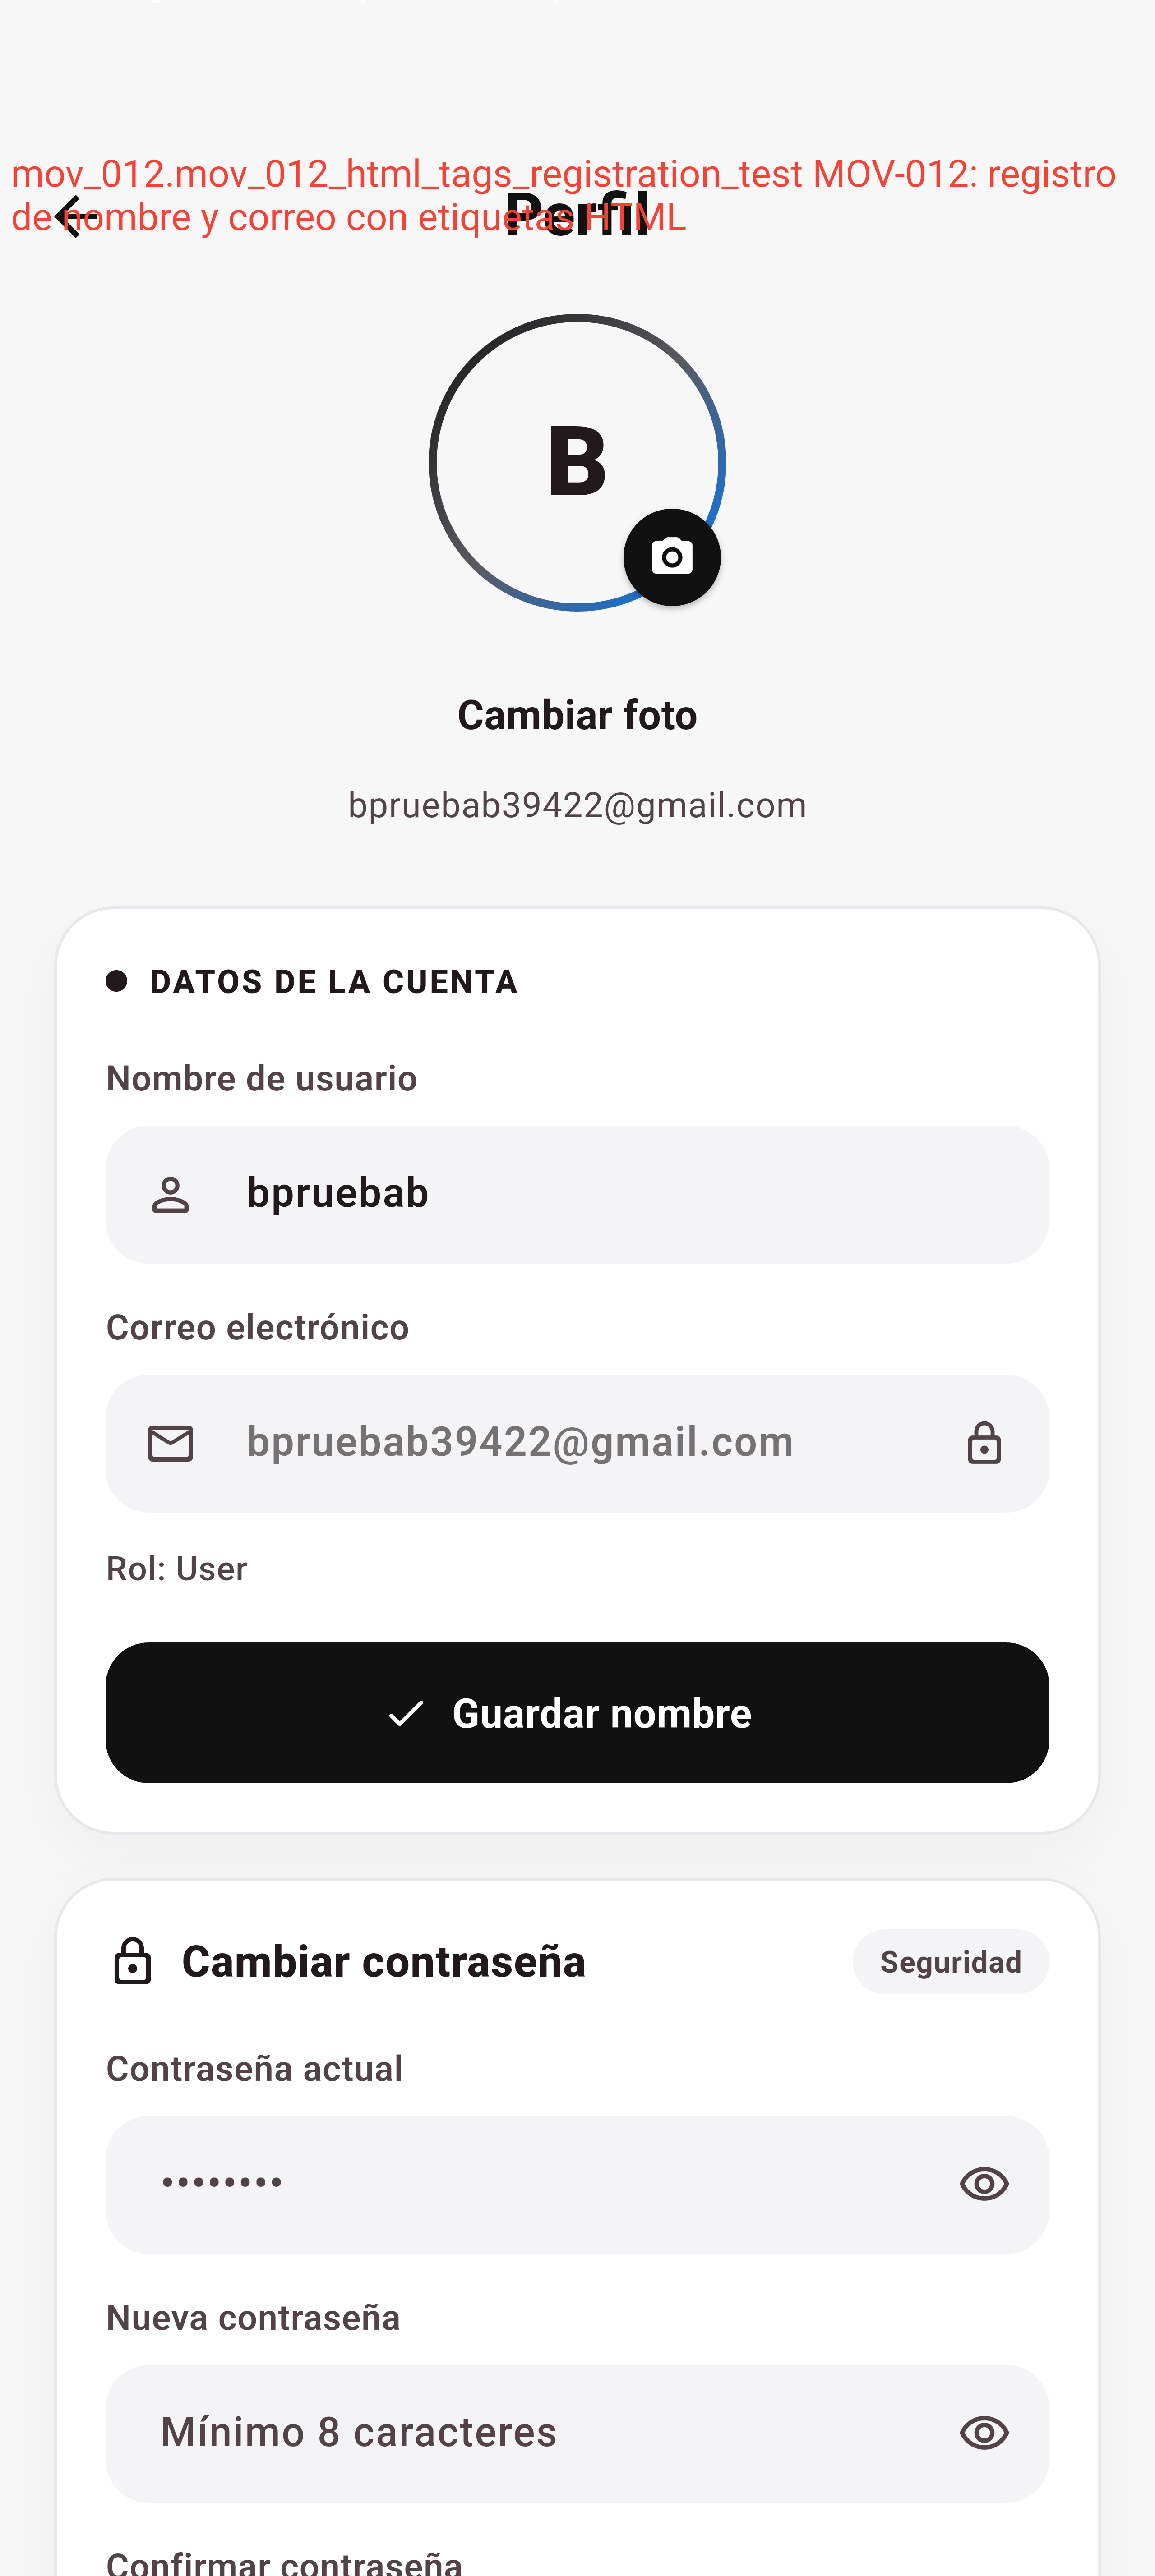 mov_012.mov_012_html_tags_registration_test MOV-012: registro
de nombre y correo con etiquetas HTML
Perfil
B
Cambiar foto
bpruebab39422@gmail.com
DATOS DE LA CUENTA
Nombre de usuario
bpruebab
Correo electrónico
bpruebab39422@gmail.com
Rol: User
Guardar nombre
Cambiar contraseña
Seguridad
Contraseña actual
••••••••
Nueva contraseña
Mínimo 8 caracteres
Confirmar contraseña